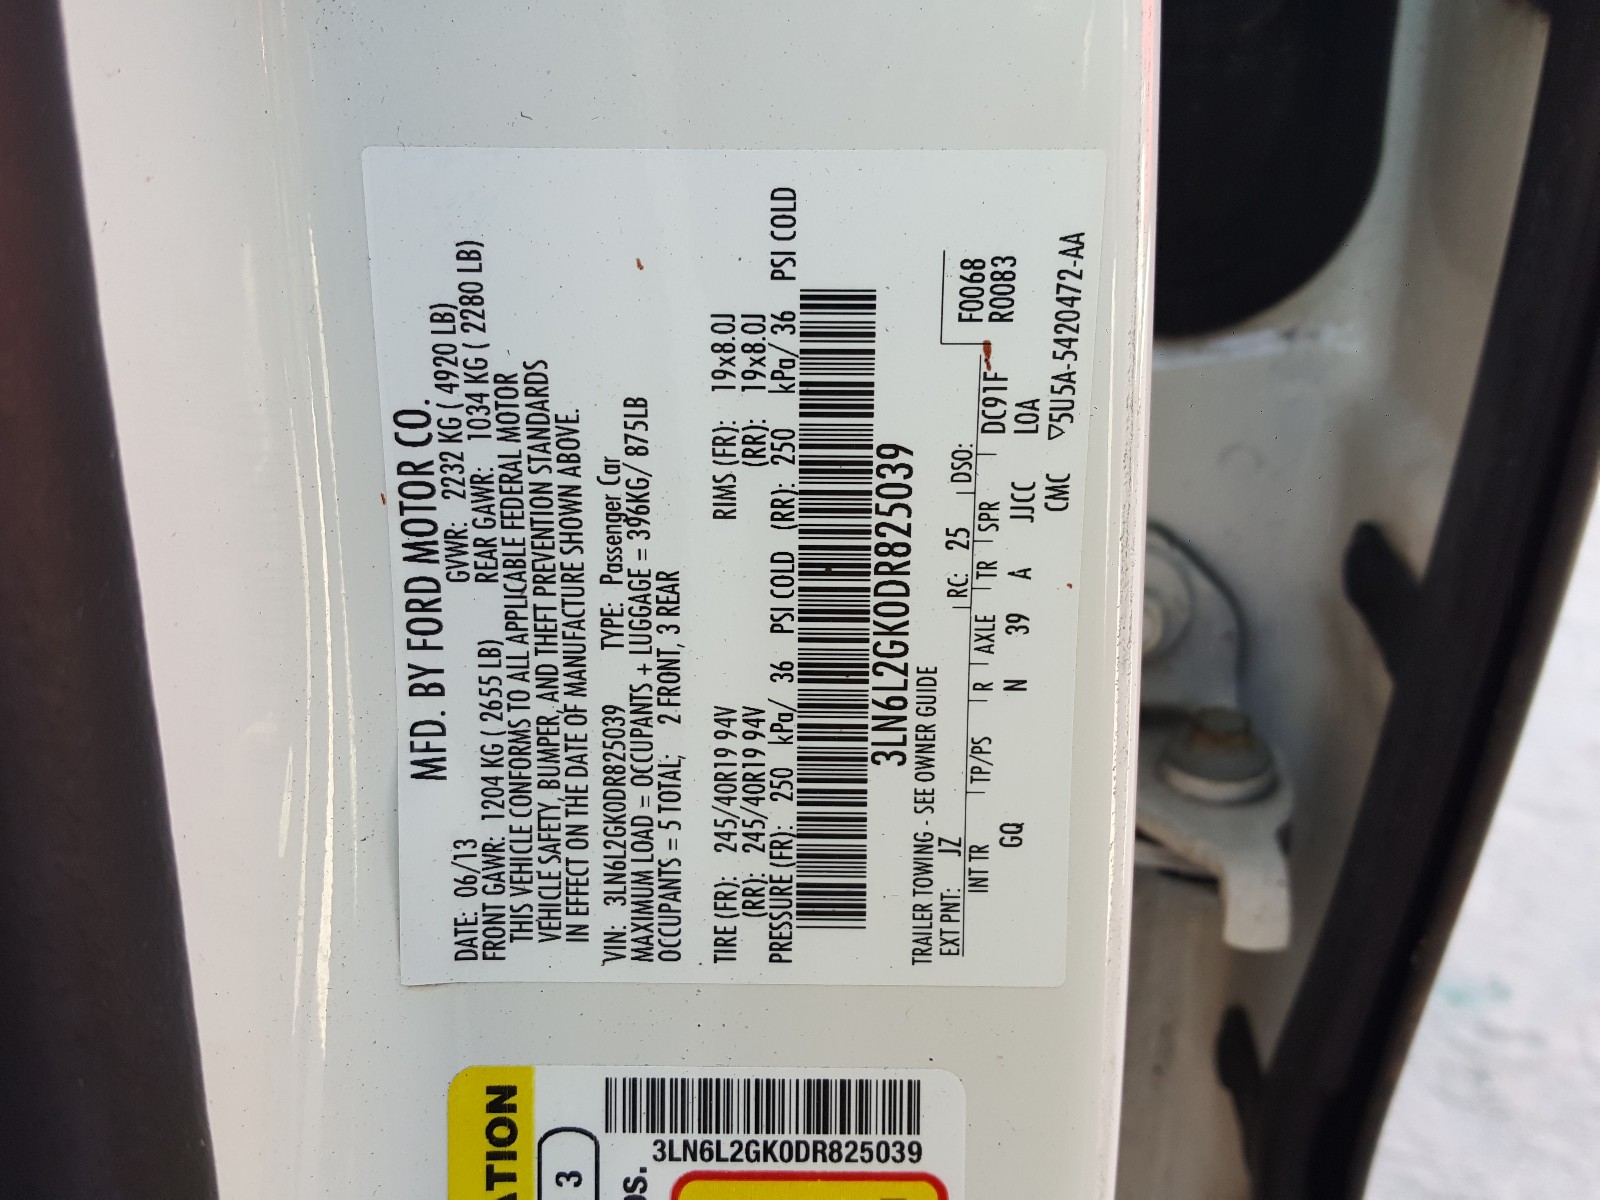 MFD. BY FORD MOTOR CO.
DATE: 06/13 GVWR: 2232 KG ( 4920 LB)
FRONT GAWR: 1204 KG ( 2655 LB) REAR GAWR: 1034 KG ( 2280 LB)
THIS VEHICLE CONFORMS TO ALL APPLICABLE FEDERAL MOTOR
VEHICLE SAFETY, BUMPER, AND THEFT PREVENTION STANDARDS
IN EFFECT ON THE DATE OF MANUFACTURE SHOWN ABOVE.
VIN: 3LN6L2GK0DR825039 TYPE: Passenger Car
MAXIMUM LOAD = OCCUPANTS + LUGGAGE = 396KG/ 875LB
OCCUPANTS = 5 TOTAL; 2 FRONT, 3 REAR
TIRE (FR): 245/40R19 94V RIMS (FR): 19x8.0J
(RR): 245/40R19 94V (RR): 19x8.0J
PRESSURE (FR): 250 kPa/ 36 PSI COLD (RR): 250 kPa/ 36 PSI COLD
3LN6L2GK0DR825039
TRAILER TOWING - SEE OWNER GUIDE
EXT PNT: JZ RC: 25 DSO: F0068
INT TR TP/PS R AXLE TR SPR DC91F R0083
GQ N 39 A JJCC LOA
CMC ▽5U5A-5420472-AA
3
3LN6L2GK0DR825039